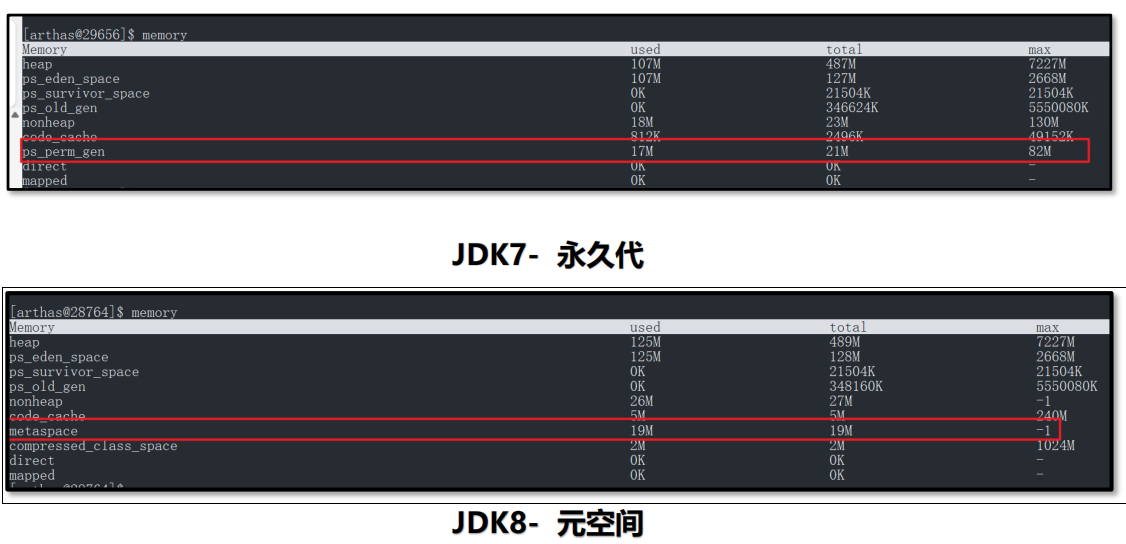 [arthas@29656]$ memory
Memory used total max
heap 107M 487M 7227M
ps_eden_space 107M 127M 2668M
ps_survivor_space 0K 21504K 21504K
ps_old_gen 0K 346624K 5550080K
nonheap 18M 23M 130M
code_cache 812K 2496K 49152K
ps_perm_gen 17M 21M 82M
direct 0K 0K -
mapped 0K 0K -
JDK7- 永久代
[arthas@28764]$ memory
Memory used total max
heap 125M 489M 7227M
ps_eden_space 125M 128M 2668M
ps_survivor_space 0K 21504K 21504K
ps_old_gen 0K 348160K 5550080K
nonheap 26M 27M -1
code_cache 5M 5M 240M
metaspace 19M 19M -1
compressed_class_space 2M 2M 1024M
direct 0K 0K -
mapped 0K 0K -
JDK8- 元空间